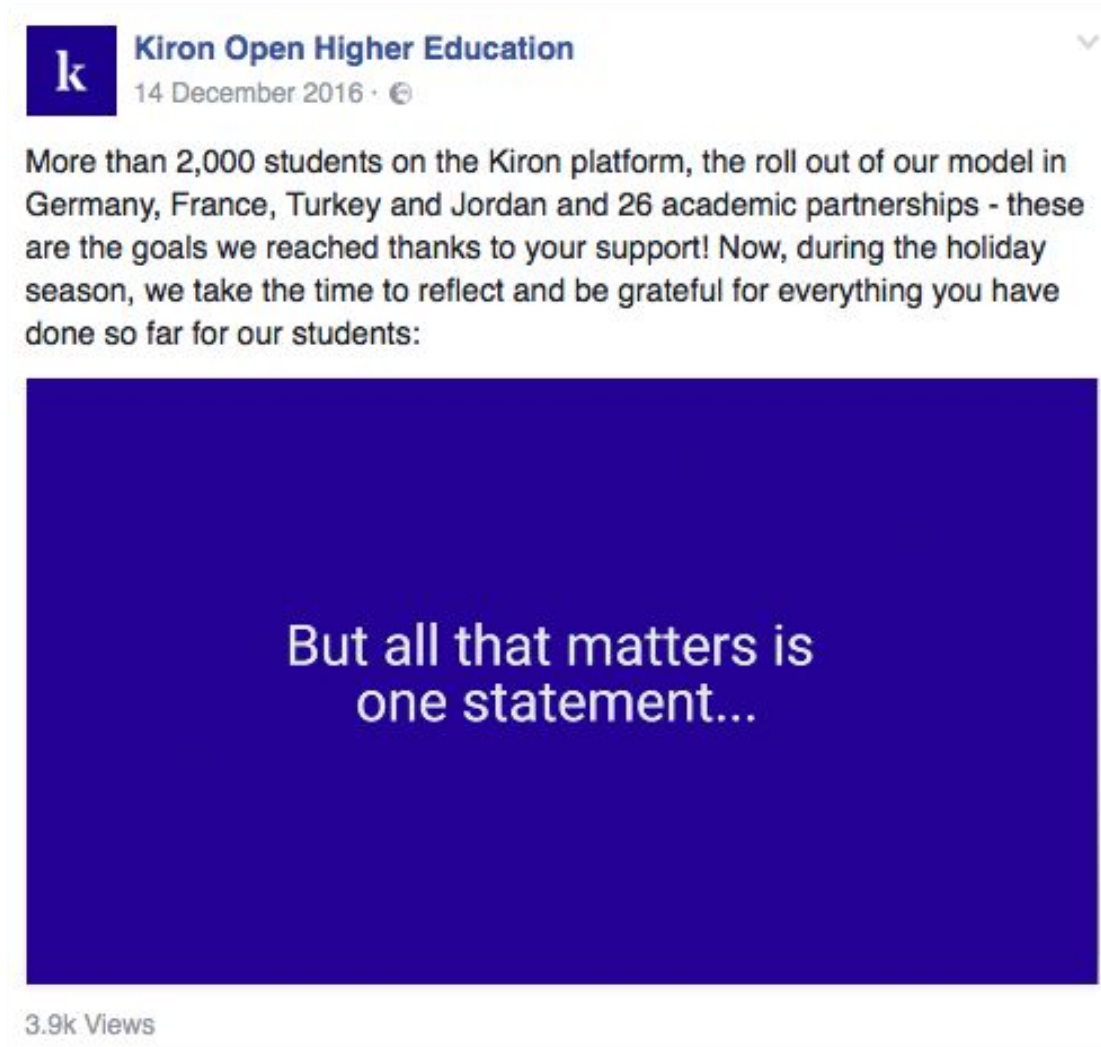 k
Kiron Open Higher Education
14 December 2016 ·
More than 2,000 students on the Kiron platform, the roll out of our model in
Germany, France, Turkey and Jordan and 26 academic partnerships - these
are the goals we reached thanks to your support! Now, during the holiday
season, we take the time to reflect and be grateful for everything you have
done so far for our students:
But all that matters is
one statement...
3.9k Views